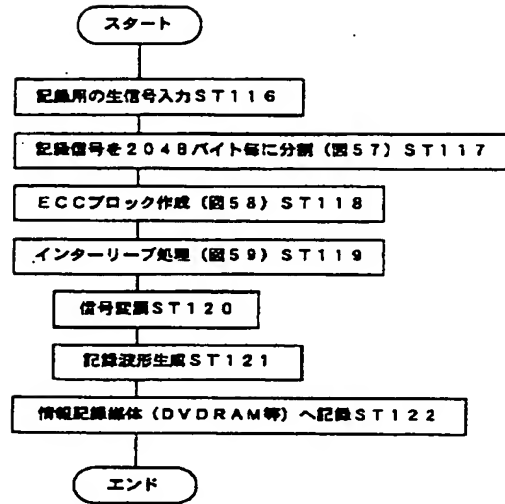 スタート
記録用の生信号入力ST116
記録信号を2048バイト毎に分割(図57)ST117
ECCブロック作成(図58)ST118
インターリーブ処理(図59)ST119
信号変調ST120
記録波形生成ST121
情報記録媒体(DVDRAM等)へ記録ST122
エンド